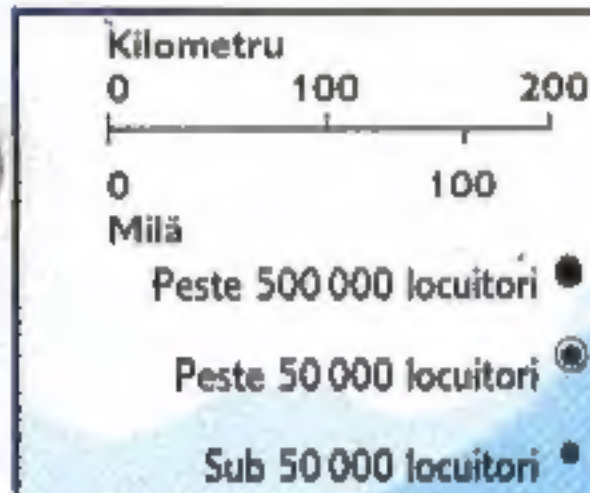 Kilometru
0 100 200
0 100
Milă
Peste 500 000 locuitori
Peste 50 000 locuitori
Sub 50 000 locuitori